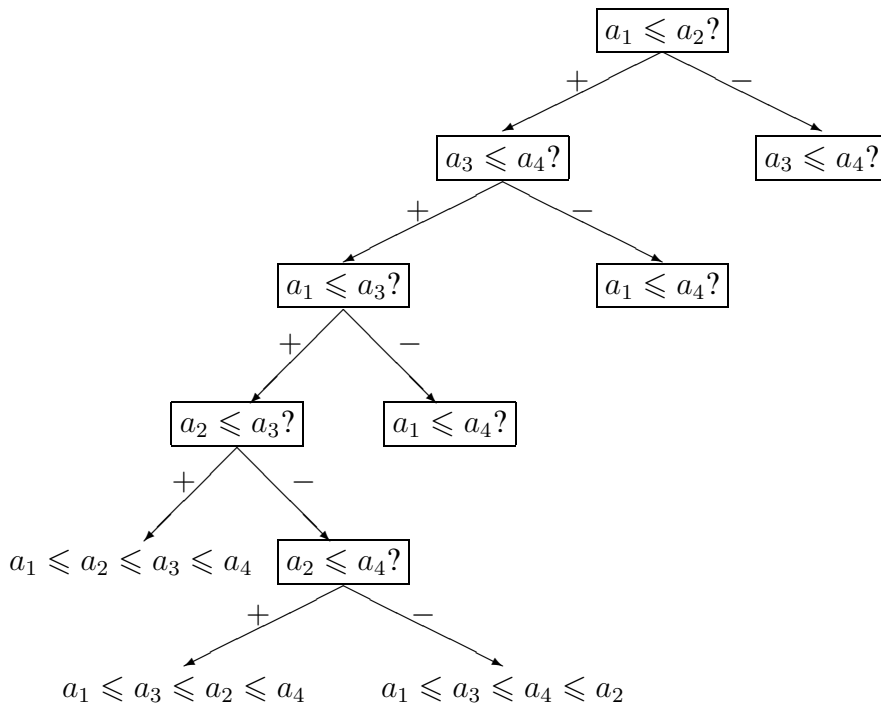 a₁ ⩽ a₂?
+ −
a₃ ⩽ a₄? a₃ ⩽ a₄?
+ −
a₁ ⩽ a₃? a₁ ⩽ a₄?
+ −
a₂ ⩽ a₃? a₁ ⩽ a₄?
+ −
a₁ ⩽ a₂ ⩽ a₃ ⩽ a₄ a₂ ⩽ a₄?
+ −
a₁ ⩽ a₃ ⩽ a₂ ⩽ a₄ a₁ ⩽ a₃ ⩽ a₄ ⩽ a₂